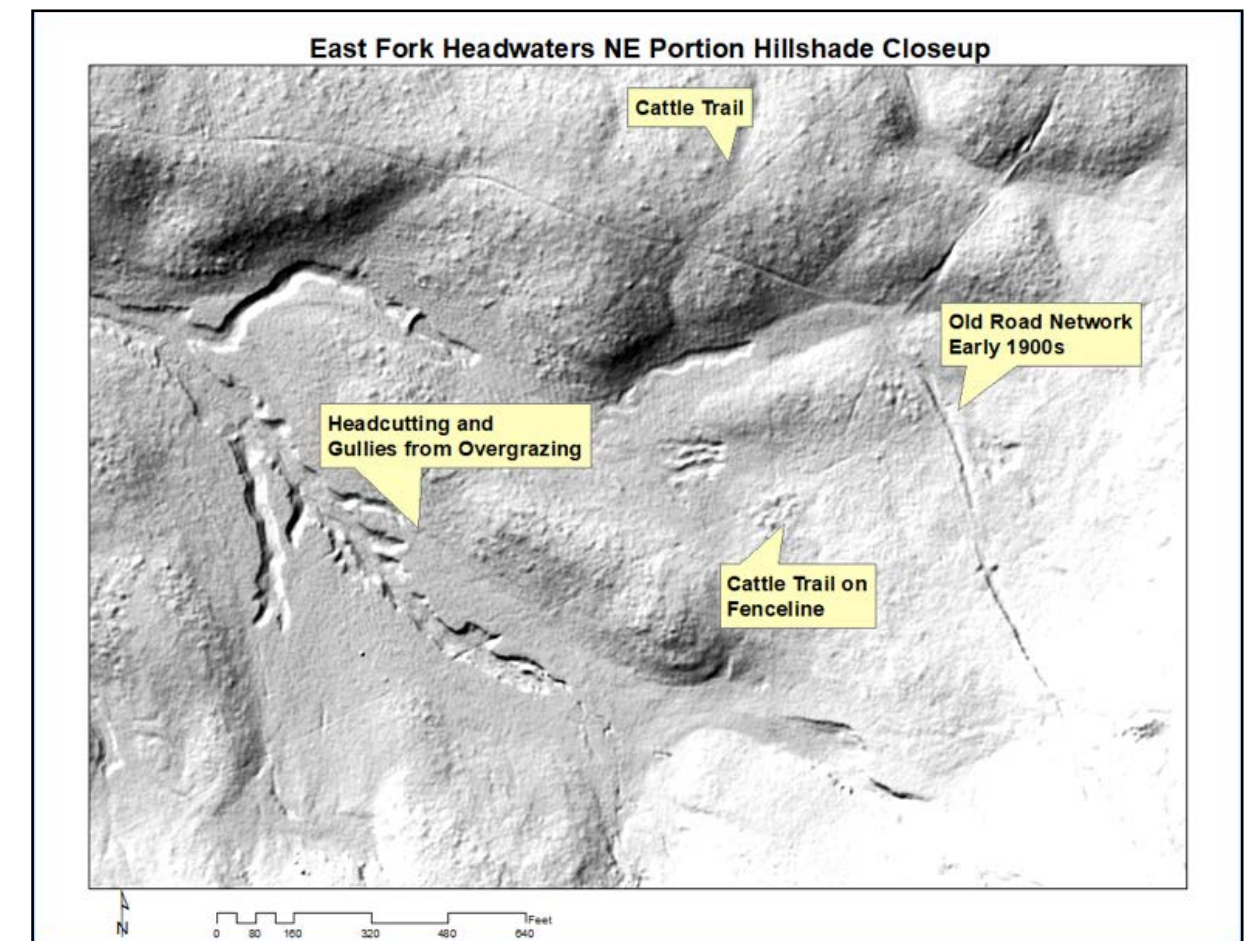 East Fork Headwaters NE Portion Hillshade Closeup
Cattle Trail
Old Road Network
Early 1900s
Headcutting and
Gullies from Overgrazing
Cattle Trail on
Fenceline
N
Feet
0 80 160 320 480 640